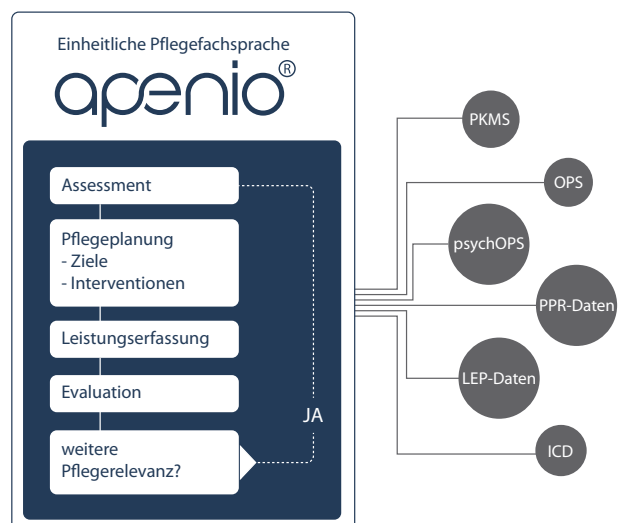 Einheitliche Pflegefachsprache
apenio®
Assessment
Pflegeplanung
- Ziele
- Interventionen
Leistungserfassung
Evaluation
weitere
Pflegerelevanz?
JA
PKMS
OPS
psychOPS
PPR-Daten
LEP-Daten
ICD